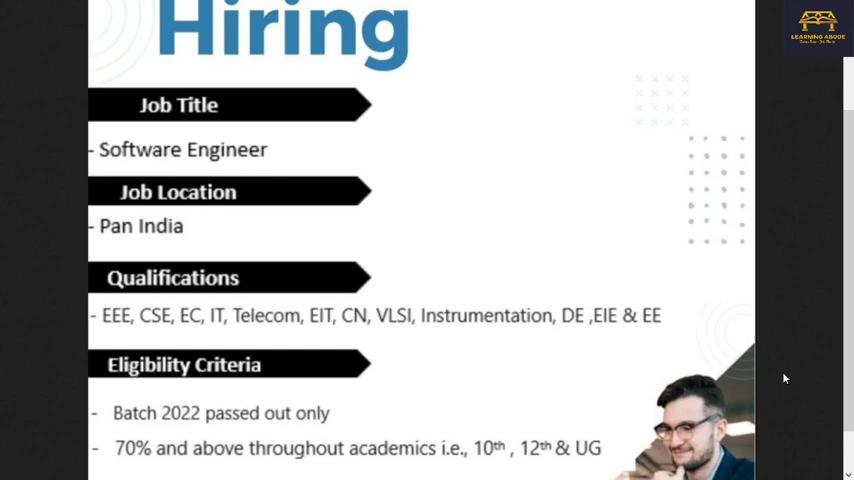 Hiring
LEARNING ABODE
Job Title
- Software Engineer
Job Location
- Pan India
Qualifications
- EEE, CSE, EC, IT, Telecom, EIT, CN, VLSI, Instrumentation, DE ,EIE & EE
Eligibility Criteria
- Batch 2022 passed out only
- 70% and above throughout academics i.e., 10th , 12th & UG